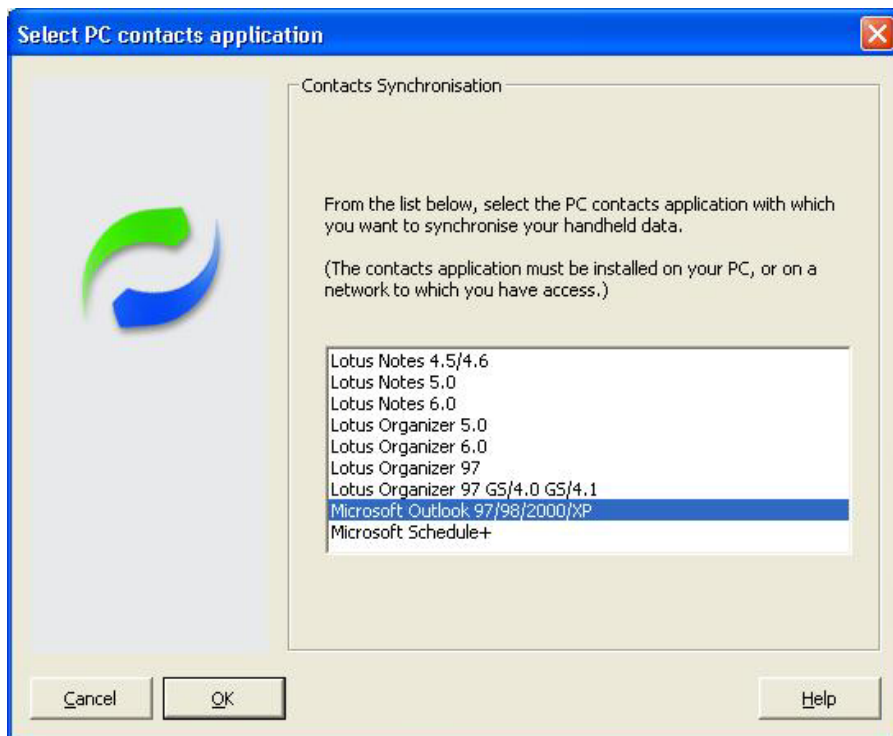 Select PC contacts application
Contacts Synchronisation
From the list below, select the PC contacts application with which
you want to synchronise your handheld data.
(The contacts application must be installed on your PC, or on a
network to which you have access.)
Lotus Notes 4.5/4.6
Lotus Notes 5.0
Lotus Notes 6.0
Lotus Organizer 5.0
Lotus Organizer 6.0
Lotus Organizer 97
Lotus Organizer 97 GS/4.0 GS/4.1
Microsoft Outlook 97/98/2000/XP
Microsoft Schedule+
Cancel OK Help